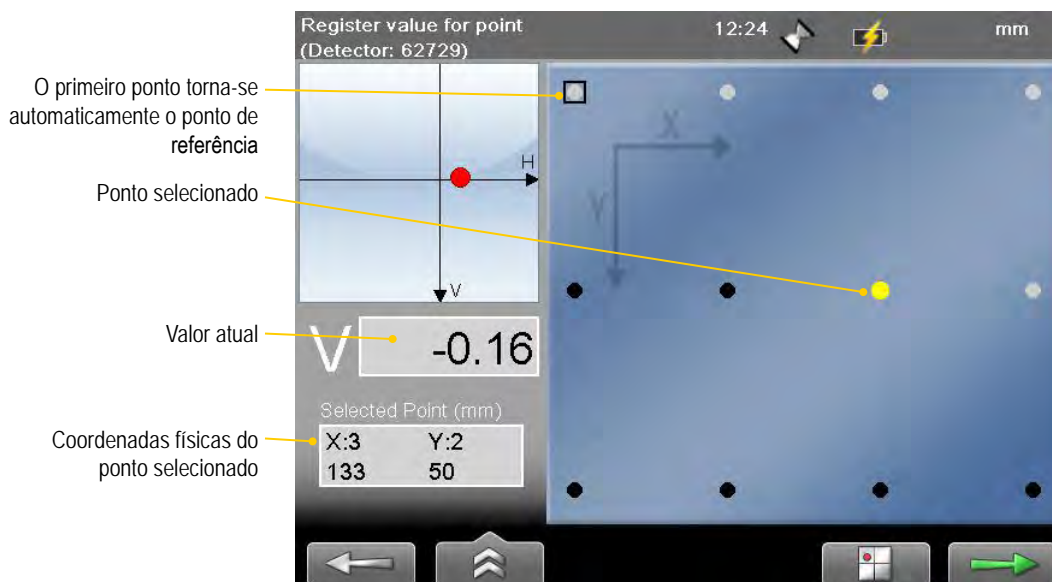 Register value for point
(Detector: 62729)
12:24
mm
O primeiro ponto torna-se
automaticamente o ponto de
referência
Ponto selecionado
Valor atual
Coordenadas físicas do
ponto selecionado
H
V
V
-0.16
Selected Point (mm)
X:3 Y:2
133 50
X
Y